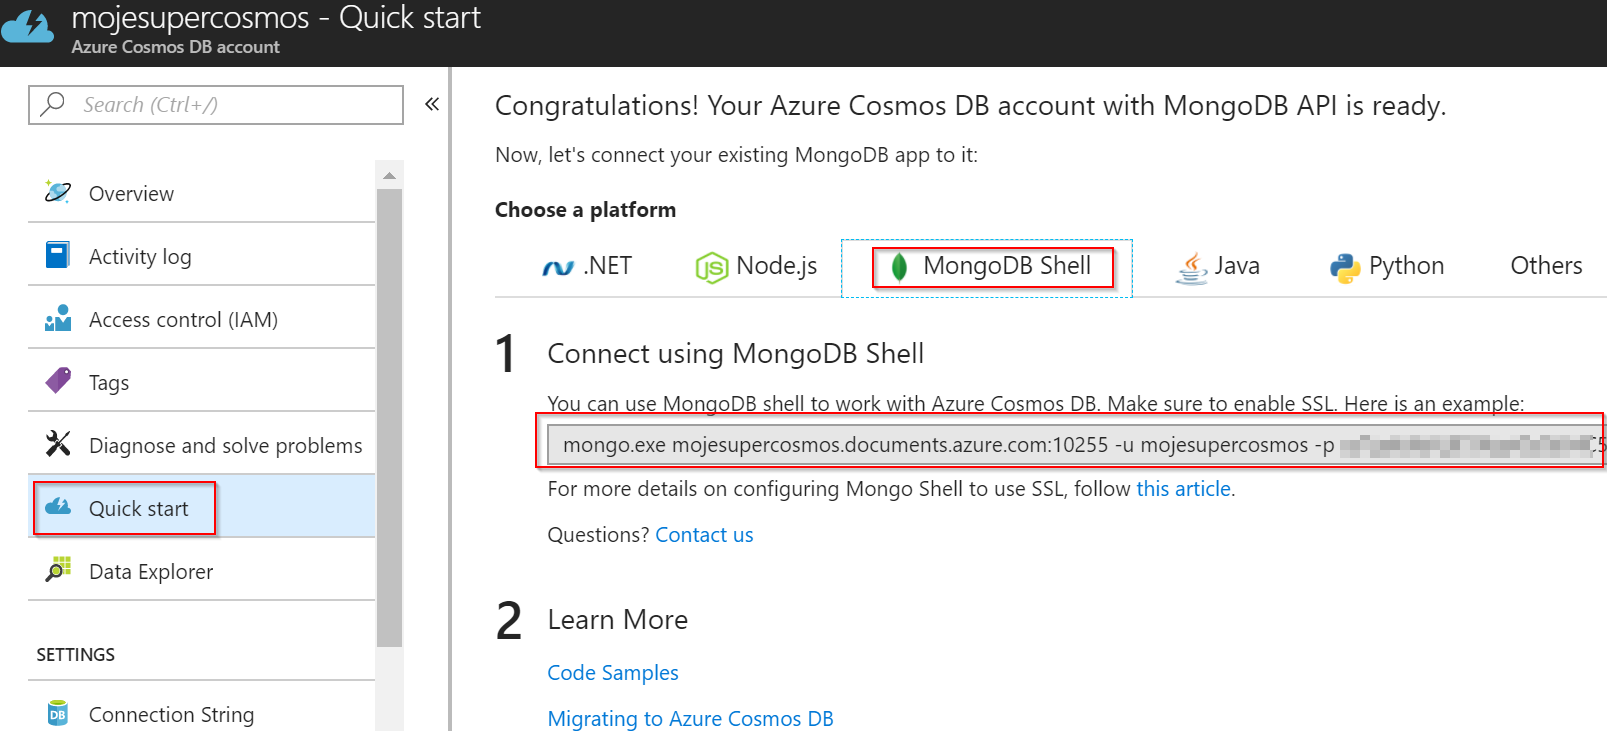 mojesupercosmos - Quick start
Azure Cosmos DB account
Search (Ctrl+/)
«
Overview
Activity log
Access control (IAM)
Tags
Diagnose and solve problems
Quick start
Data Explorer
SETTINGS
DB
Connection String
Congratulations! Your Azure Cosmos DB account with MongoDB API is ready.
Now, let's connect your existing MongoDB app to it:
Choose a platform
.NET
JS Node.js
MongoDB Shell
Java
Python
Others
1 Connect using MongoDB Shell
You can use MongoDB shell to work with Azure Cosmos DB. Make sure to enable SSL. Here is an example:
mongo.exe mojesupercosmos.documents.azure.com:10255 -u mojesupercosmos -p
For more details on configuring Mongo Shell to use SSL, follow this article.
Questions? Contact us
2 Learn More
Code Samples
Migrating to Azure Cosmos DB